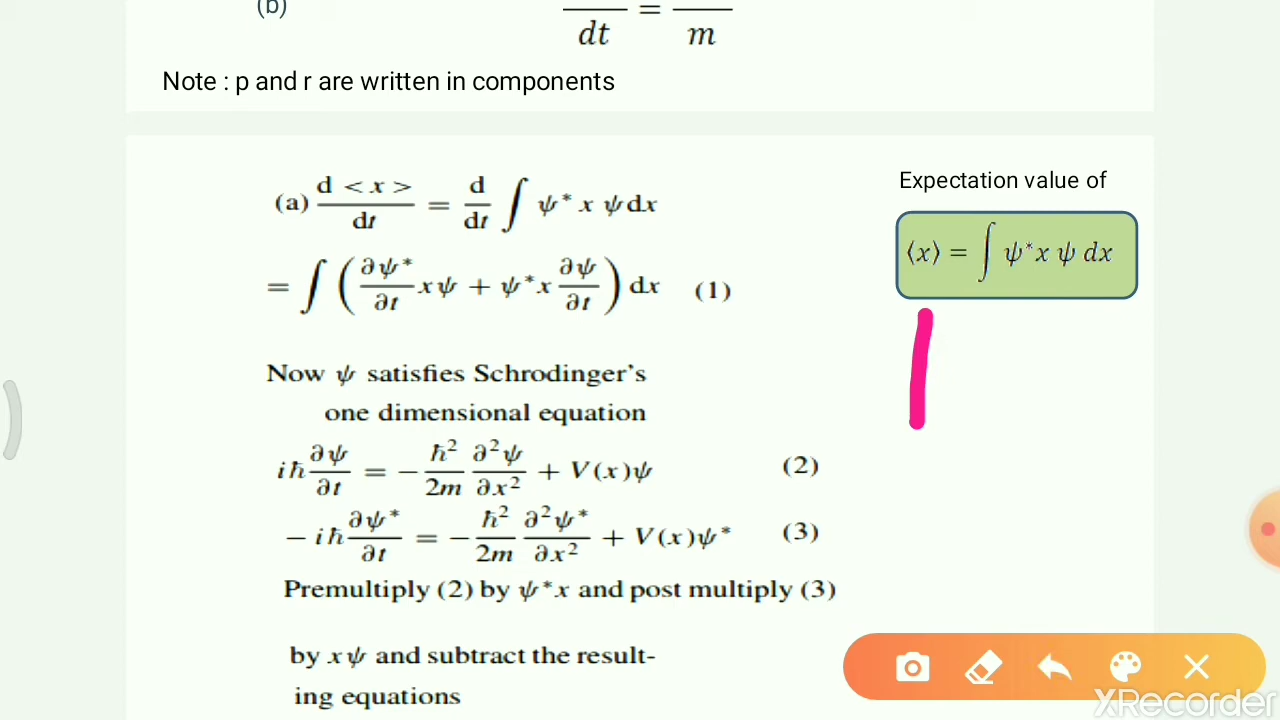 (b) dt = m
Note : p and r are written in components
(a) d < x > / dt = d / dt ∫ ψ* x ψ dx
= ∫ ( ∂ψ* / ∂t xψ + ψ* x ∂ψ / ∂t ) dx (1)
Expectation value of
⟨x⟩ = ∫ ψ* x ψ dx
Now ψ satisfies Schrodinger's
one dimensional equation
iħ ∂ψ / ∂t = − ħ² / 2m ∂²ψ / ∂x² + V(x)ψ (2)
− iħ ∂ψ* / ∂t = − ħ² / 2m ∂²ψ* / ∂x² + V(x)ψ* (3)
Premultiply (2) by ψ*x and post multiply (3)
by xψ and subtract the result-
ing equations
XRecorder